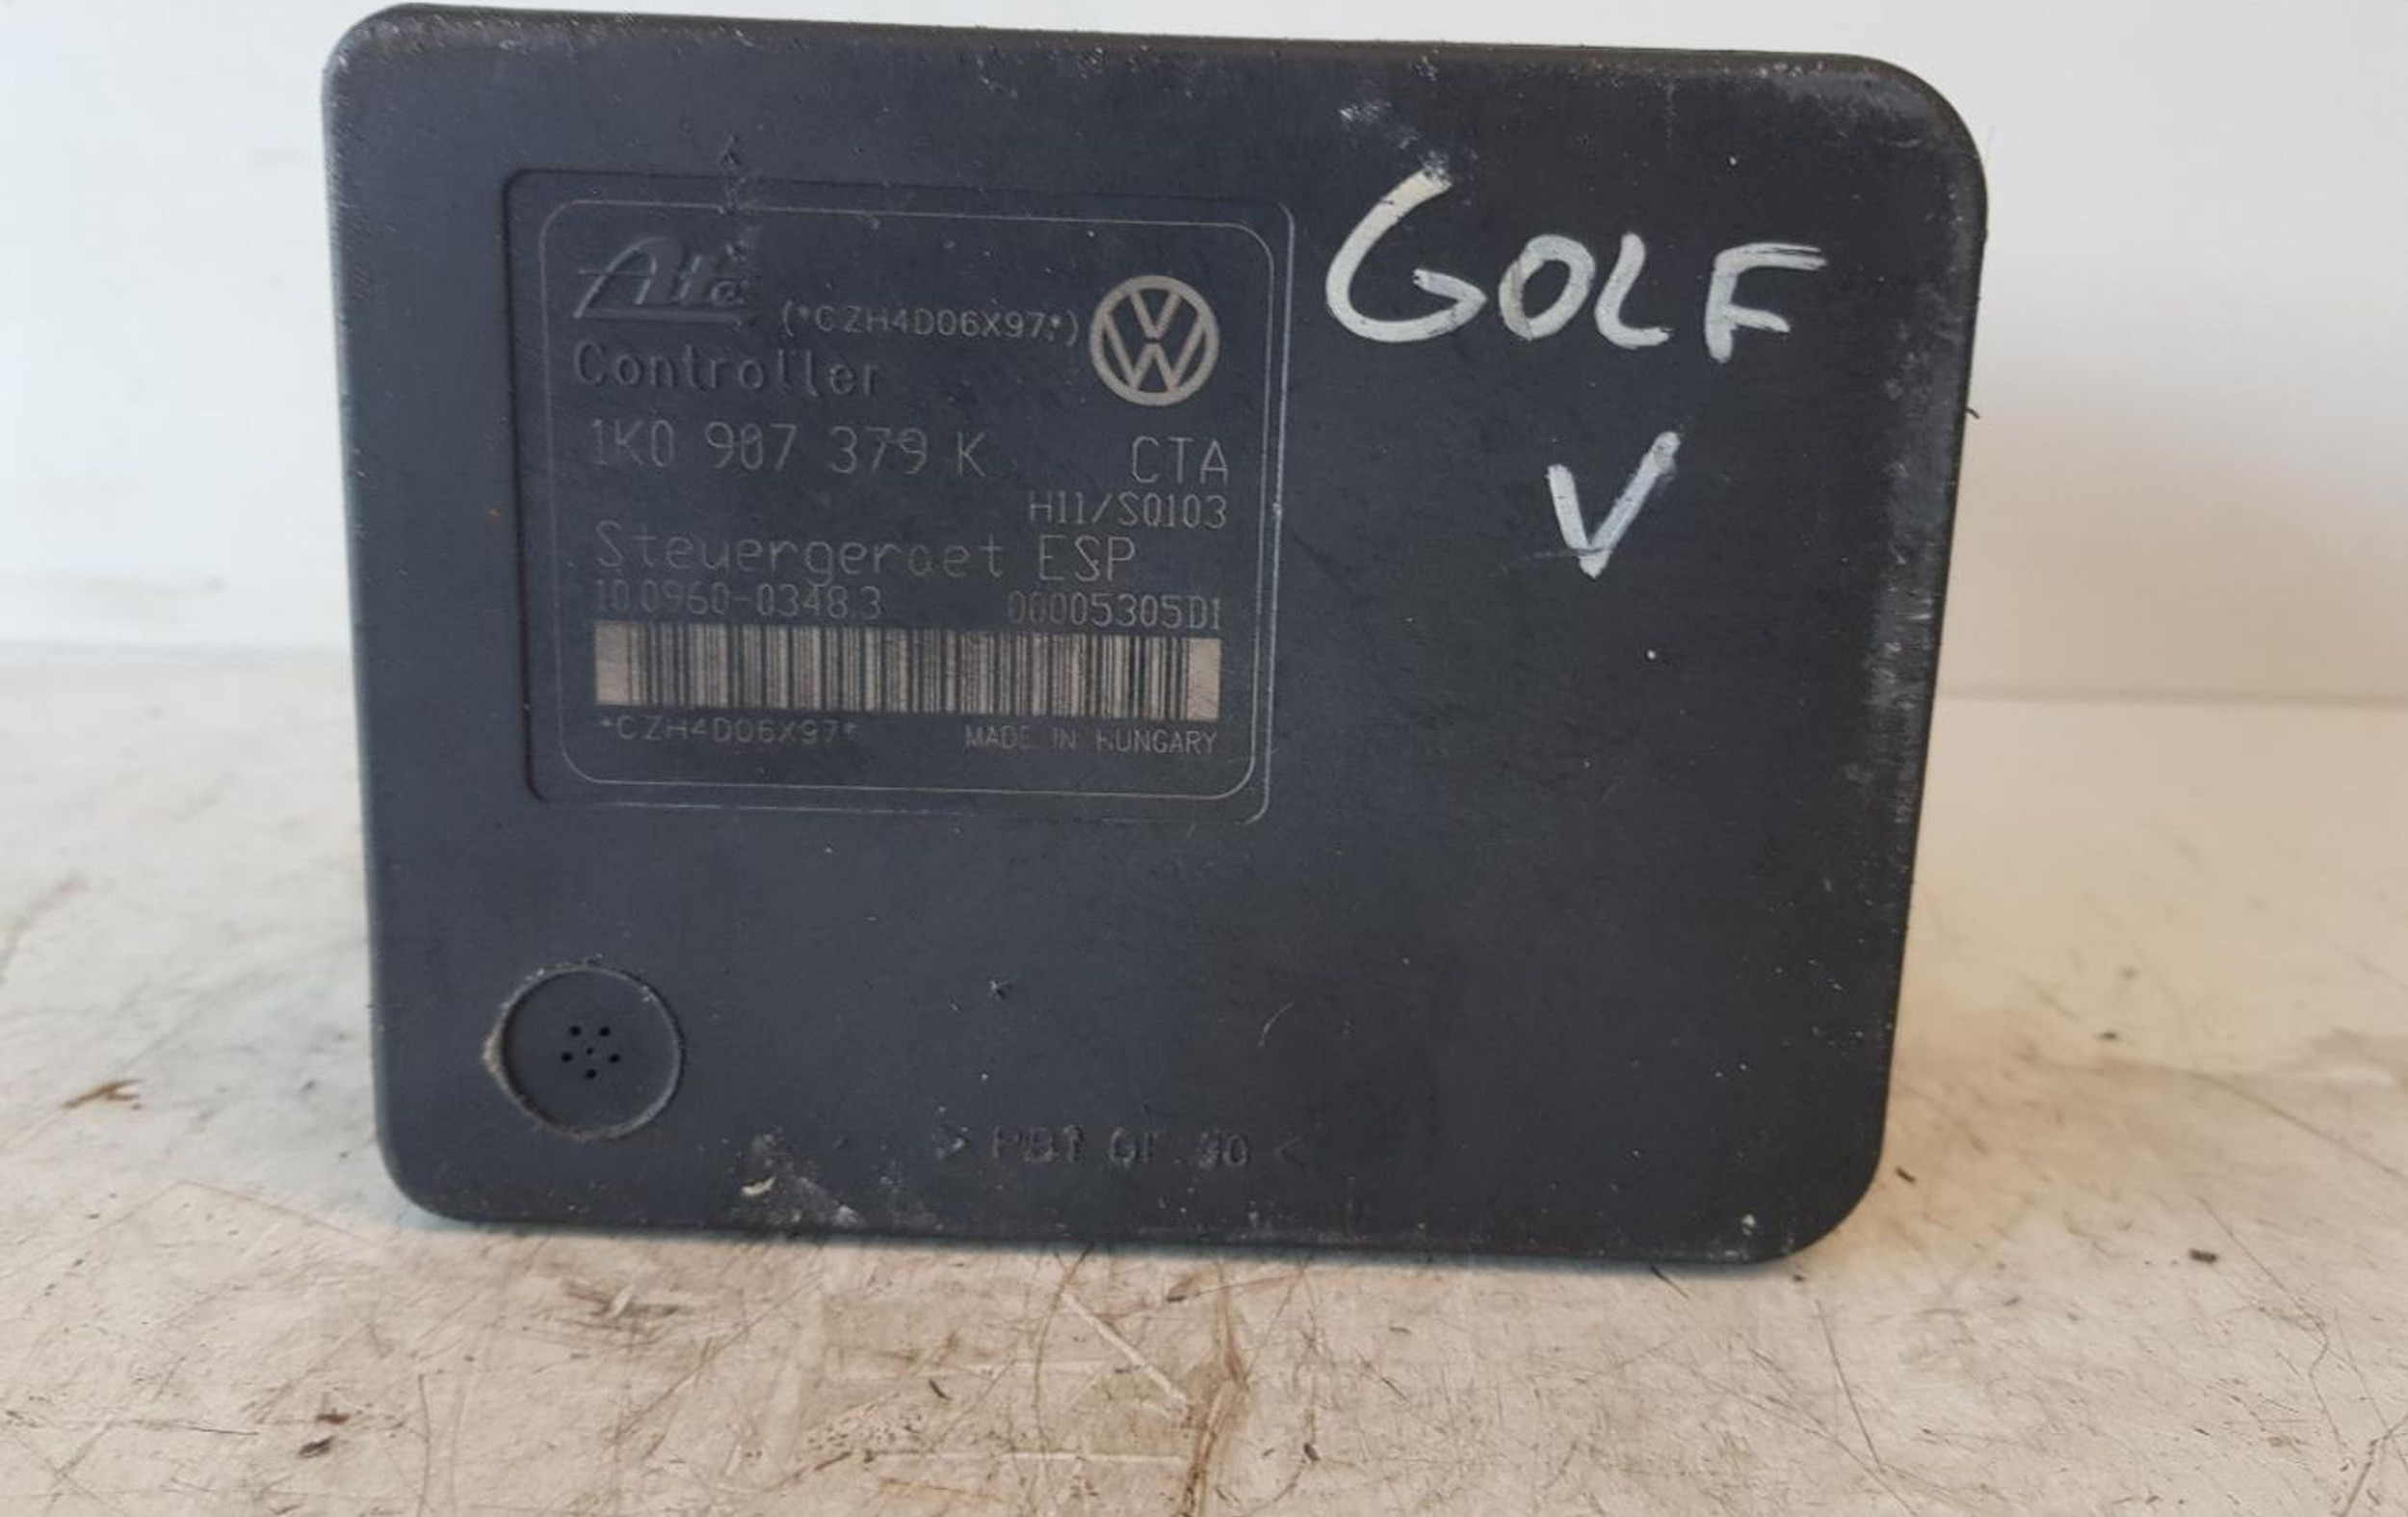 Ate
(*CZH4D06X97*)
GOLF
V
Controller
1K0 907 379 K CTA
H11/S0103
Steuergeraet ESP
10.0960-0348.3 00005305D1
*CZH4D06X97* MADE IN HUNGARY
> PBT GF 30 <